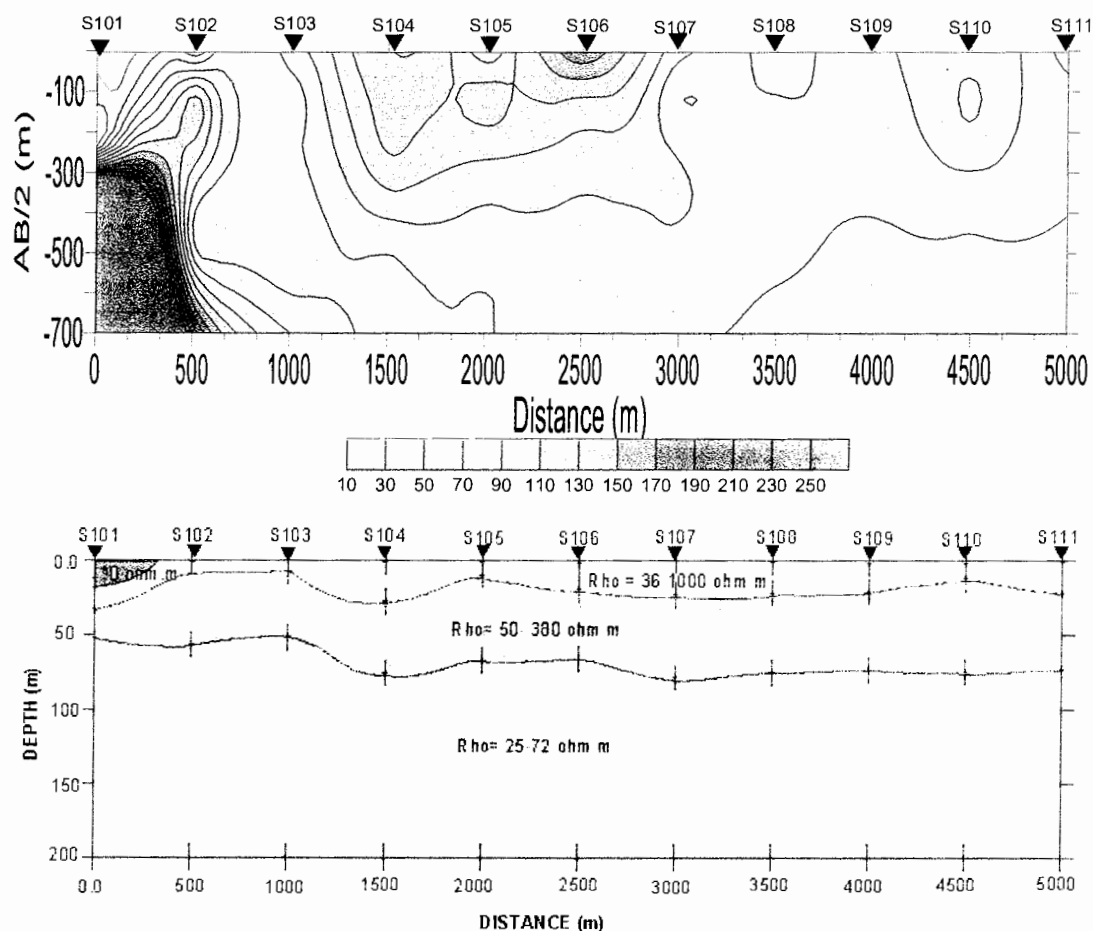 S101 S102 S103 S104 S105 S106 S107 S108 S109 S110 S111
-100
-300
-500
-700
AB/2 (m)
0 500 1000 1500 2000 2500 3000 3500 4000 4500 5000
Distance (m)
10 30 50 70 90 110 130 150 170 190 210 230 250
S101 S102 S103 S104 S105 S106 S107 S108 S109 S110 S111
0.0
10 ohm m
Rho = 36 1000 ohm m
50
Rho= 50- 380 ohm m
100
Rho= 25-72 ohm m
150
200
DEPTH (m)
0.0 500 1000 1500 2000 2500 3000 3500 4000 4500 5000
DISTANCE (m)